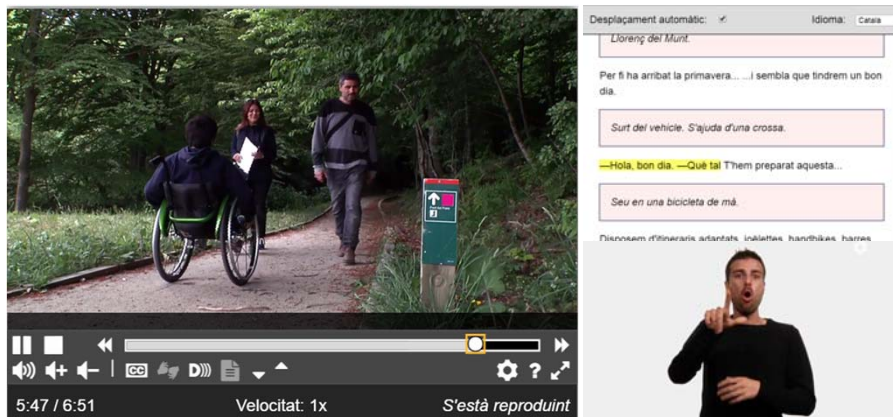 Desplaçament automàtic:
Idioma: Català
Llorenç del Munt.
Per fi ha arribat la primavera... ...i sembla que tindrem un bon
dia.
Surt del vehicle. S'ajuda d'una crossa.
—Hola, bon dia. —Què tal T'hem preparat aquesta...
Seu en una bicicleta de mà.
Disposem d'itineraris adaptats, joëlettes, handbikes, barres
CC
D
?
5:47 / 6:51
Velocitat: 1x
S'està reproduint